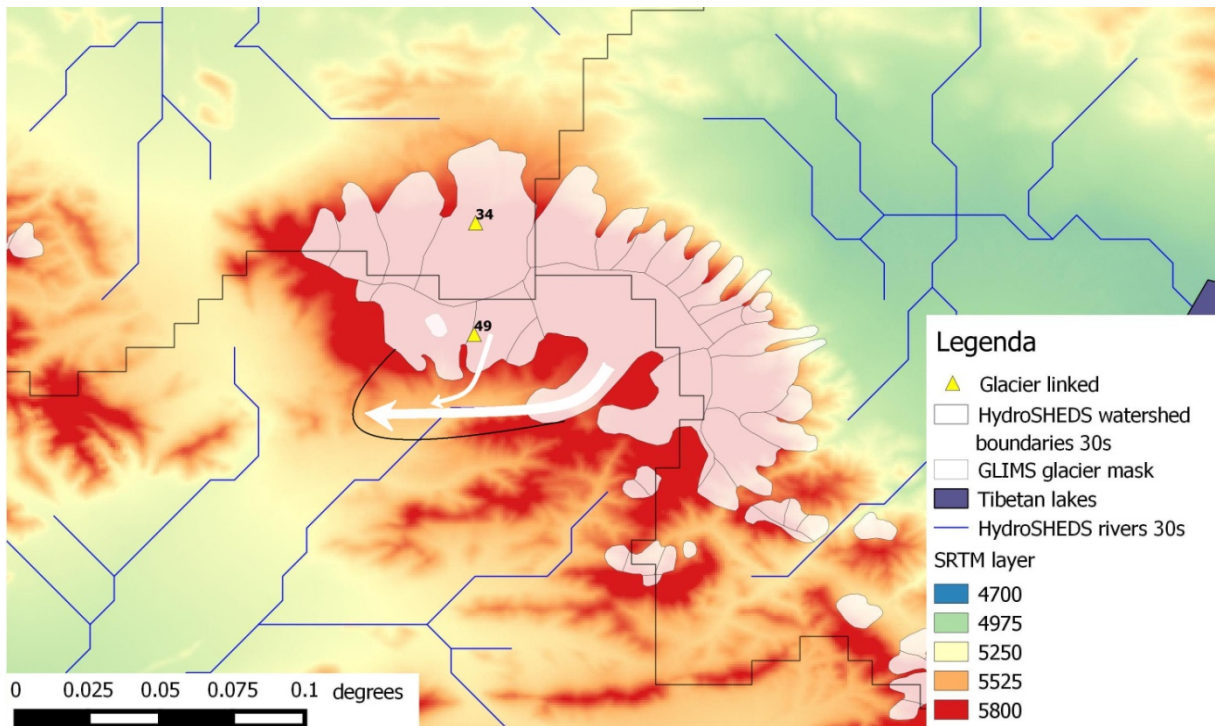 34
49
Legenda
Glacier linked
HydroSHEDS watershed
boundaries 30s
GLIMS glacier mask
Tibetan lakes
HydroSHEDS rivers 30s
SRTM layer
4700
4975
5250
5525
5800
0 0.025 0.05 0.075 0.1 degrees